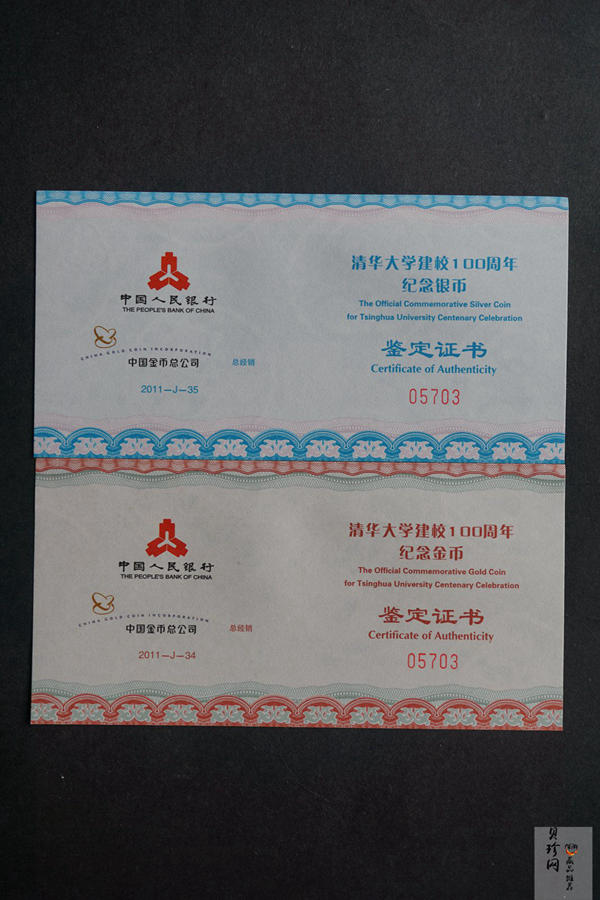 中国人民银行
THE PEOPLE'S BANK OF CHINA
CHINA GOLD COIN INCORPORATION
中国金币总公司 总经销
2011—J—35
清华大学建校100周年
纪念银币
The Official Commemorative Silver Coin
for Tsinghua University Centenary Celebration
鉴定证书
Certificate of Authenticity
05703
中国人民银行
THE PEOPLE'S BANK OF CHINA
CHINA GOLD COIN INCORPORATION
中国金币总公司 总经销
2011—J—34
清华大学建校100周年
纪念金币
The Official Commemorative Gold Coin
for Tsinghua University Centenary Celebration
鉴定证书
Certificate of Authenticity
05703
贝珍网